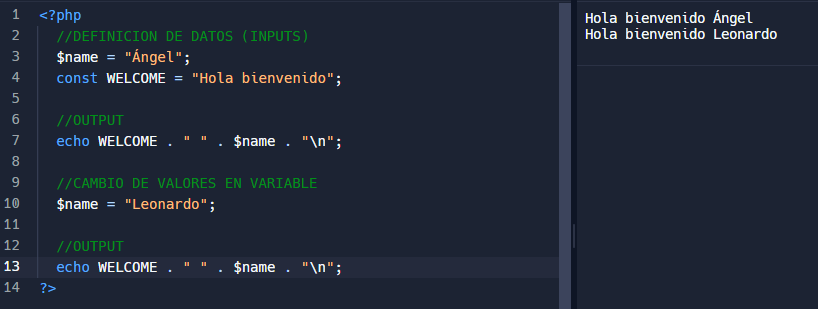 1 <?php
2 //DEFINICION DE DATOS (INPUTS)
3 $name = "Ángel";
4 const WELCOME = "Hola bienvenido";
5
6 //OUTPUT
7 echo WELCOME . " " . $name . "\n";
8
9 //CAMBIO DE VALORES EN VARIABLE
10 $name = "Leonardo";
11
12 //OUTPUT
13 echo WELCOME . " " . $name . "\n";
14 ?>
Hola bienvenido Ángel
Hola bienvenido Leonardo